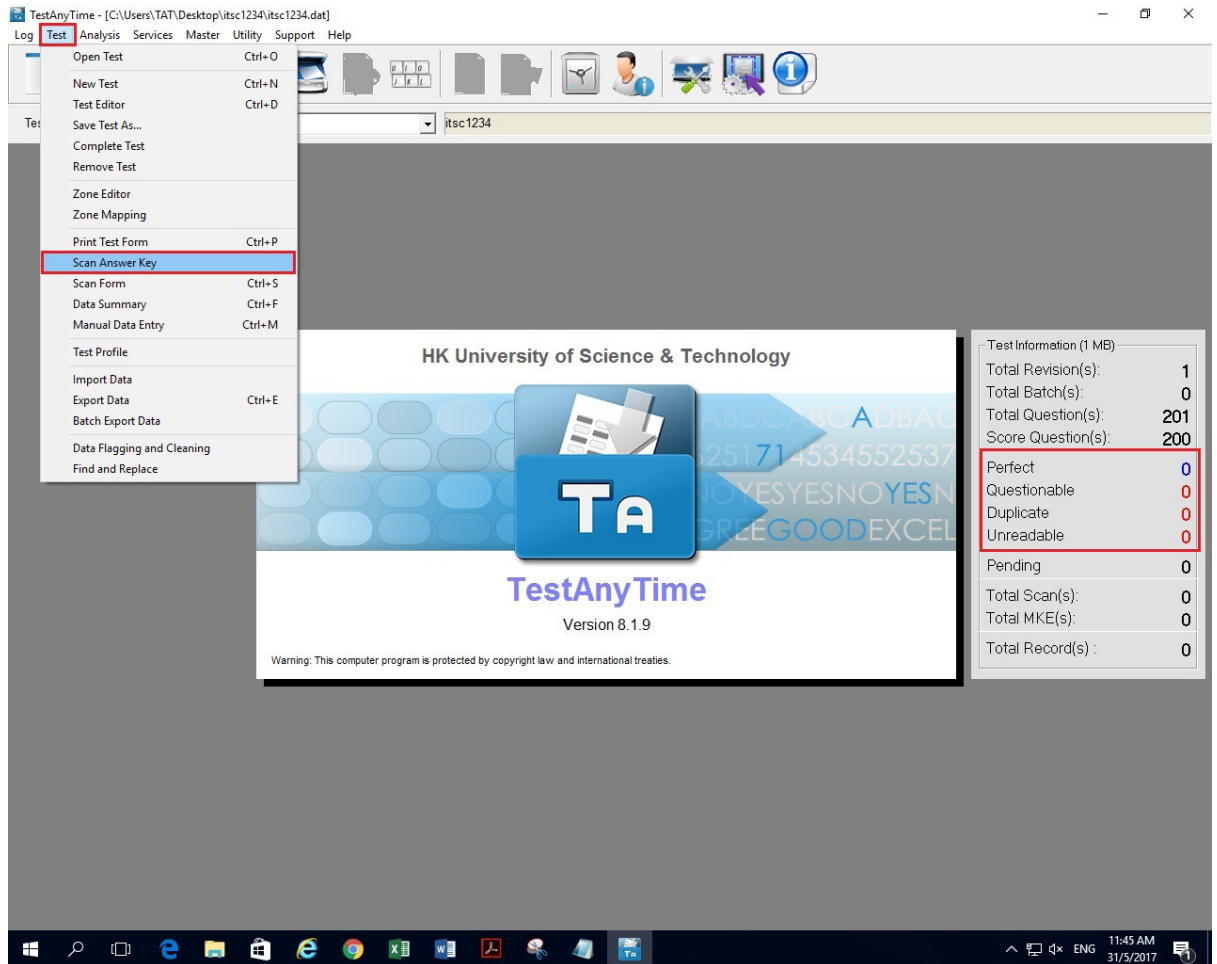 TestAnyTime - [C:\Users\TAT\Desktop\itsc1234\itsc1234.dat]
Log Test Analysis Services Master Utility Support Help
Open Test Ctrl+O
New Test Ctrl+N
Test Editor Ctrl+D
Save Test As...
Complete Test
Remove Test
Zone Editor
Zone Mapping
Print Test Form Ctrl+P
Scan Answer Key
Scan Form Ctrl+S
Data Summary Ctrl+F
Manual Data Entry Ctrl+M
Test Profile
Import Data
Export Data Ctrl+E
Batch Export Data
Data Flagging and Cleaning
Find and Replace
Tes
itsc1234
HK University of Science & Technology
ABDCABCADBAC
714534552537
NOYESYESNOYESN
GREEGOODEXCEL
TA
TestAnyTime
Version 8.1.9
Warning: This computer program is protected by copyright law and international treaties.
Test Information (1 MB)
Total Revision(s): 1
Total Batch(s): 0
Total Question(s): 201
Score Question(s): 200
Perfect 0
Questionable 0
Duplicate 0
Unreadable 0
Pending 0
Total Scan(s): 0
Total MKE(s): 0
Total Record(s) : 0
ENG
11:45 AM
31/5/2017